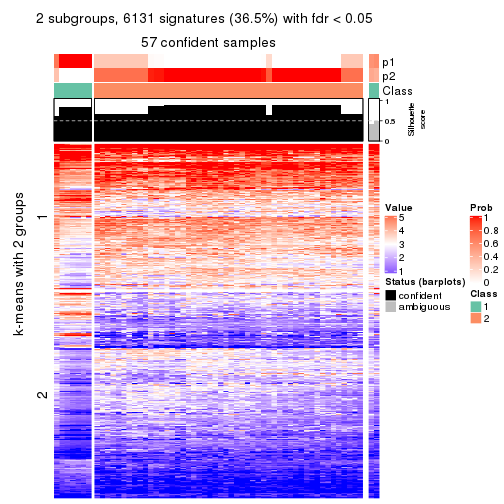 2 subgroups, 6131 signatures (36.5%) with fdr < 0.05
57 confident samples
p1
p2
Class
1
0.5
0
Silhouette
score
k-means with 2 groups
1
2
Value
5
4
3
2
1
Status (barplots)
confident
ambiguous
Prob
1
0.8
0.6
0.4
0.2
0
Class
1
2